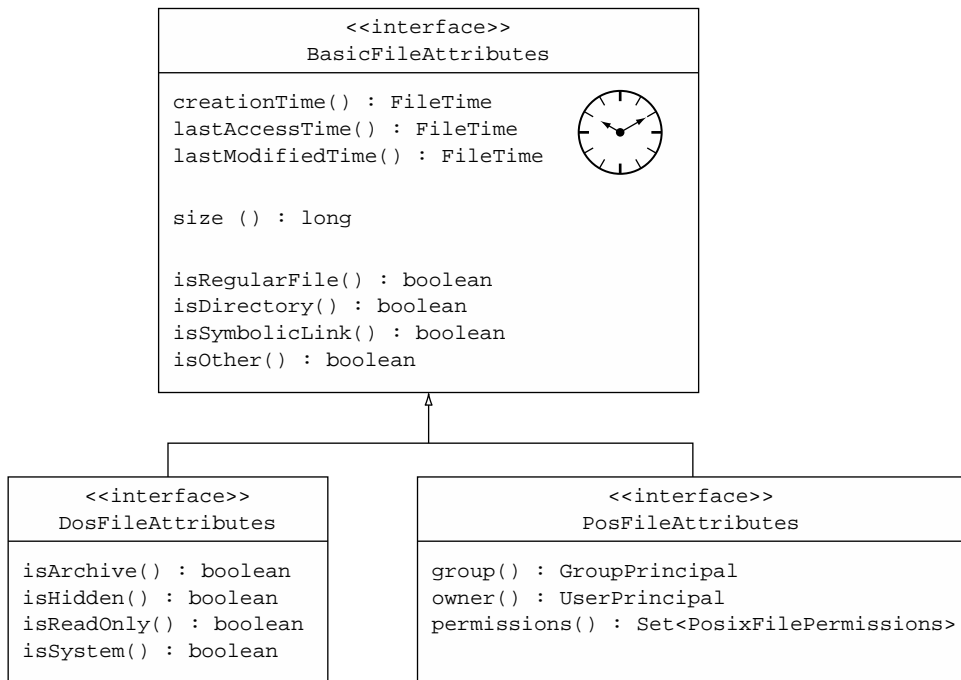 <<interface>>
BasicFileAttributes
creationTime() : FileTime
lastAccessTime() : FileTime
lastModifiedTime() : FileTime
size () : long
isRegularFile() : boolean
isDirectory() : boolean
isSymbolicLink() : boolean
isOther() : boolean
<<interface>>
DosFileAttributes
isArchive() : boolean
isHidden() : boolean
isReadOnly() : boolean
isSystem() : boolean
<<interface>>
PosFileAttributes
group() : GroupPrincipal
owner() : UserPrincipal
permissions() : Set<PosixFilePermissions>